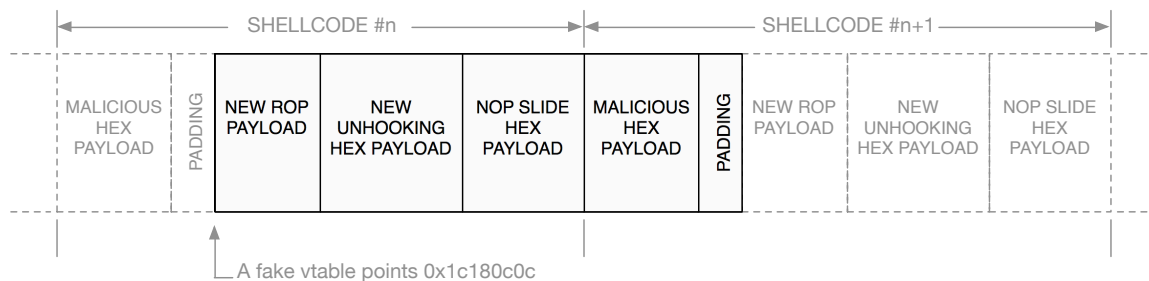 SHELLCODE #n
SHELLCODE #n+1
MALICIOUS
HEX
PAYLOAD
PADDING
NEW ROP
PAYLOAD
NEW
UNHOOKING
HEX PAYLOAD
NOP SLIDE
HEX
PAYLOAD
MALICIOUS
HEX
PAYLOAD
PADDING
NEW ROP
PAYLOAD
NEW
UNHOOKING
HEX PAYLOAD
NOP SLIDE
HEX
PAYLOAD
A fake vtable points 0x1c180c0c